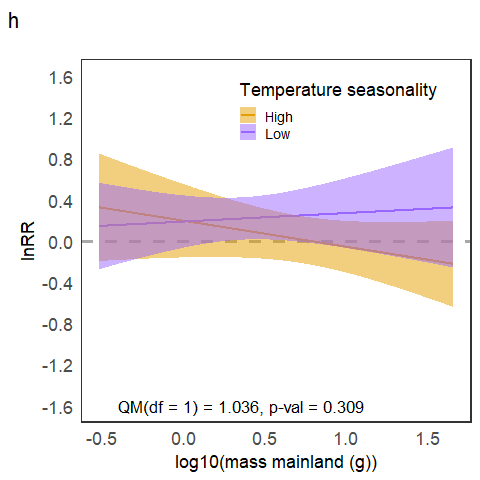 h
Temperature seasonality
High
Low
1.6
1.2
0.8
0.4
0.0
-0.4
-0.8
-1.2
-1.6
lnRR
QM(df = 1) = 1.036, p-val = 0.309
-0.5 0.0 0.5 1.0 1.5
log10(mass mainland (g))